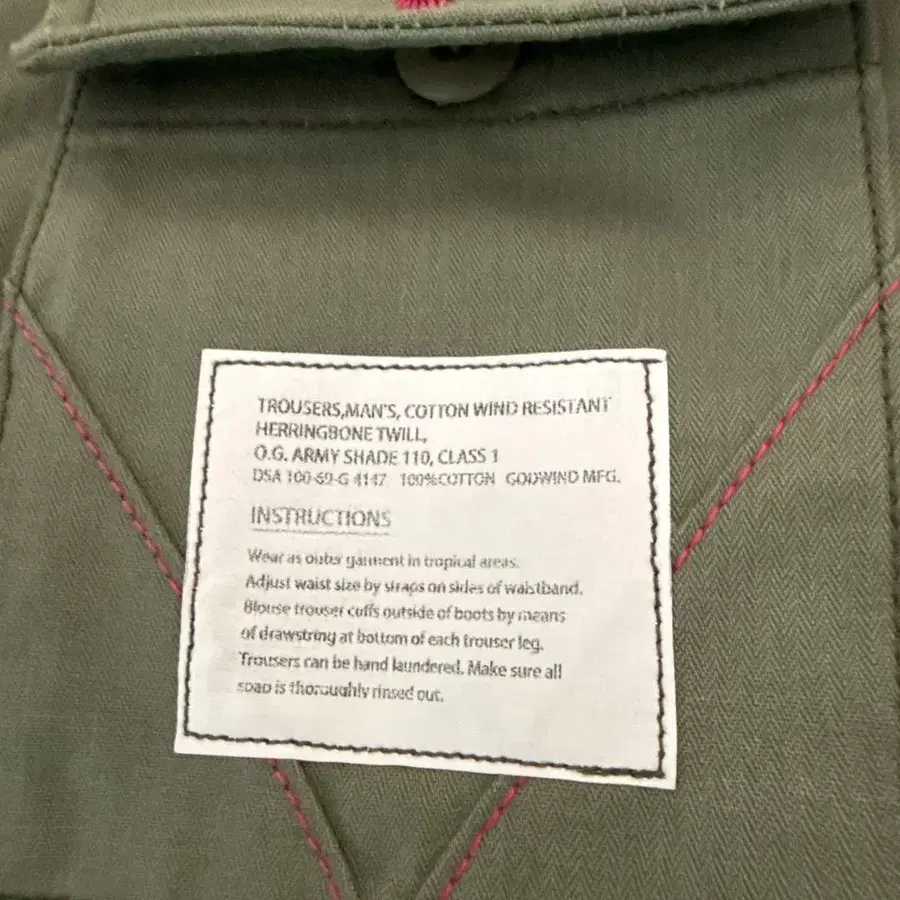 TROUSERS,MAN'S, COTTON WIND RESISTANT
HERRINGBONE TWILL,
O.G. ARMY SHADE 110, CLASS 1
DSA 100-69-G 4147 100%COTTON GODWIND MFG.
INSTRUCTIONS
Wear as outer garment in tropical areas.
Adjust waist size by straps on sides of waistband.
Blouse trouser cuffs outside of boots by means
of drawstring at bottom of each trouser leg.
Trousers can be hand laundered. Make sure all
soap is thoroughly rinsed out.